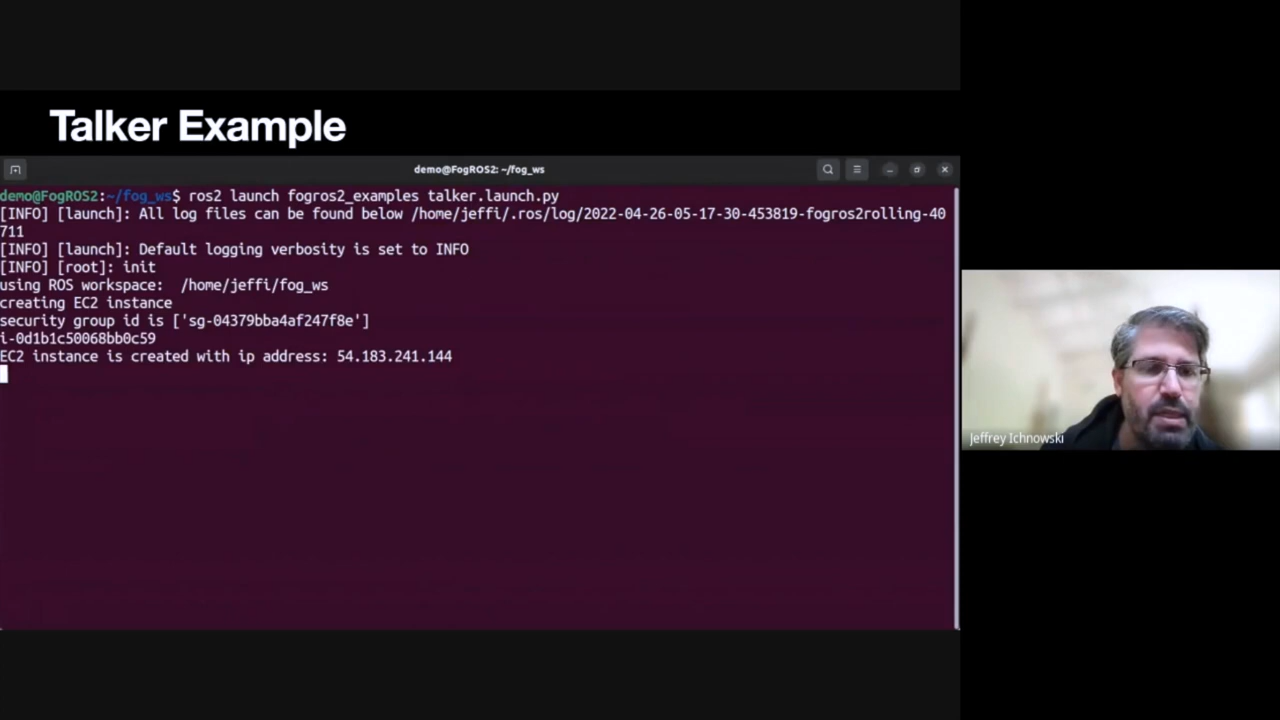 Talker Example
demo@FogROS2: ~/fog_ws
demo@FogROS2:~/fog_ws$ ros2 launch fogros2_examples talker.launch.py
[INFO] [launch]: All log files can be found below /home/jeffi/.ros/log/2022-04-26-05-17-30-453819-fogros2rolling-40
711
[INFO] [launch]: Default logging verbosity is set to INFO
[INFO] [root]: init
using ROS workspace:  /home/jeffi/fog_ws
creating EC2 instance
security group id is ['sg-04379bba4af247f8e']
i-0d1b1c50068bb0c59
EC2 instance is created with ip address: 54.183.241.144
Jeffrey Ichnowski